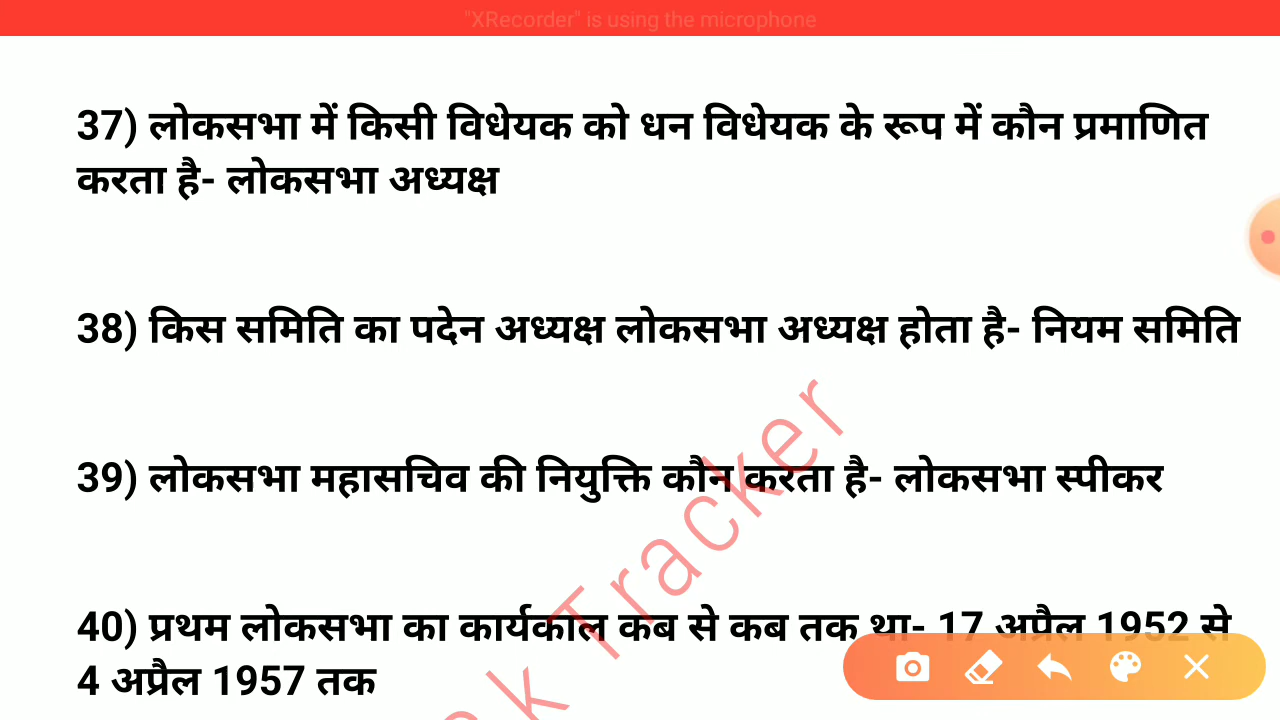 "XRecorder" is using the microphone
37) लोकसभा में किसी विधेयक को धन विधेयक के रूप में कौन प्रमाणित
करता है- लोकसभा अध्यक्ष
38) किस समिति का पदेन अध्यक्ष लोकसभा अध्यक्ष होता है- नियम समिति
39) लोकसभा महासचिव की नियुक्ति कौन करता है- लोकसभा स्पीकर
40) प्रथम लोकसभा का कार्यकाल कब से कब तक था- 17 अप्रैल 1952 से
4 अप्रैल 1957 तक
k Tracker